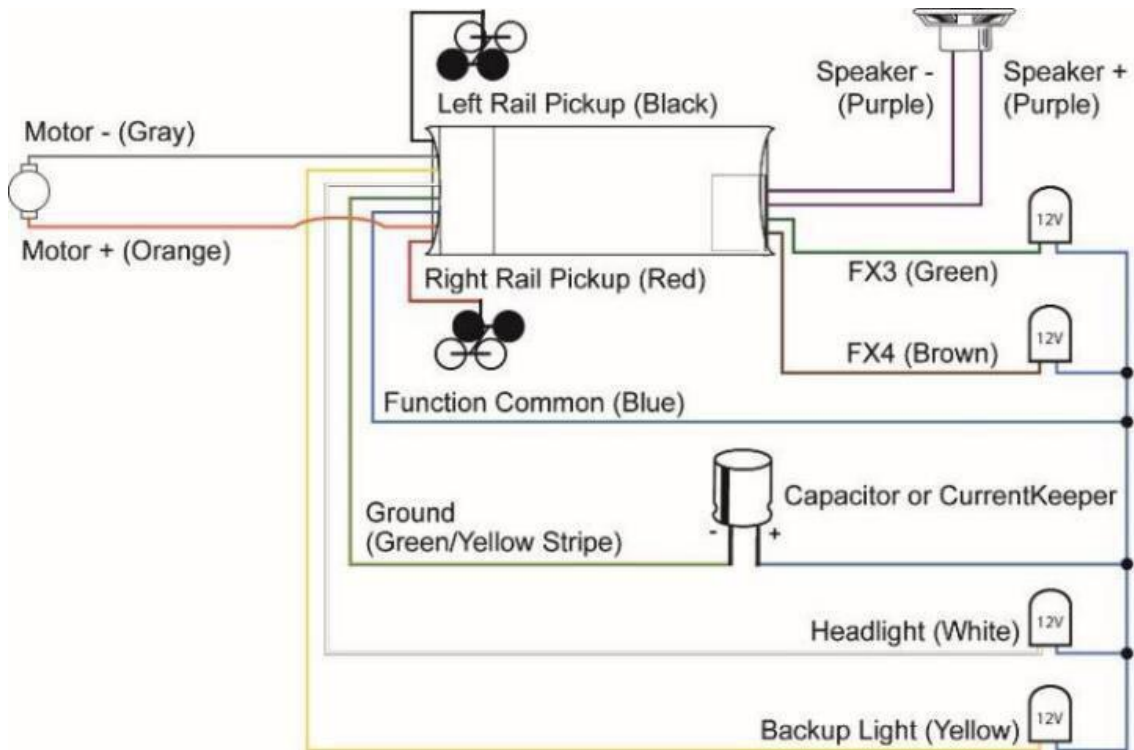 Left Rail Pickup (Black)
Speaker -
(Purple)
Speaker +
(Purple)
Motor - (Gray)
Motor + (Orange)
Right Rail Pickup (Red)
12V
FX3 (Green)
12V
FX4 (Brown)
Function Common (Blue)
Capacitor or CurrentKeeper
- +
Ground
(Green/Yellow Stripe)
12V
Headlight (White)
12V
Backup Light (Yellow)